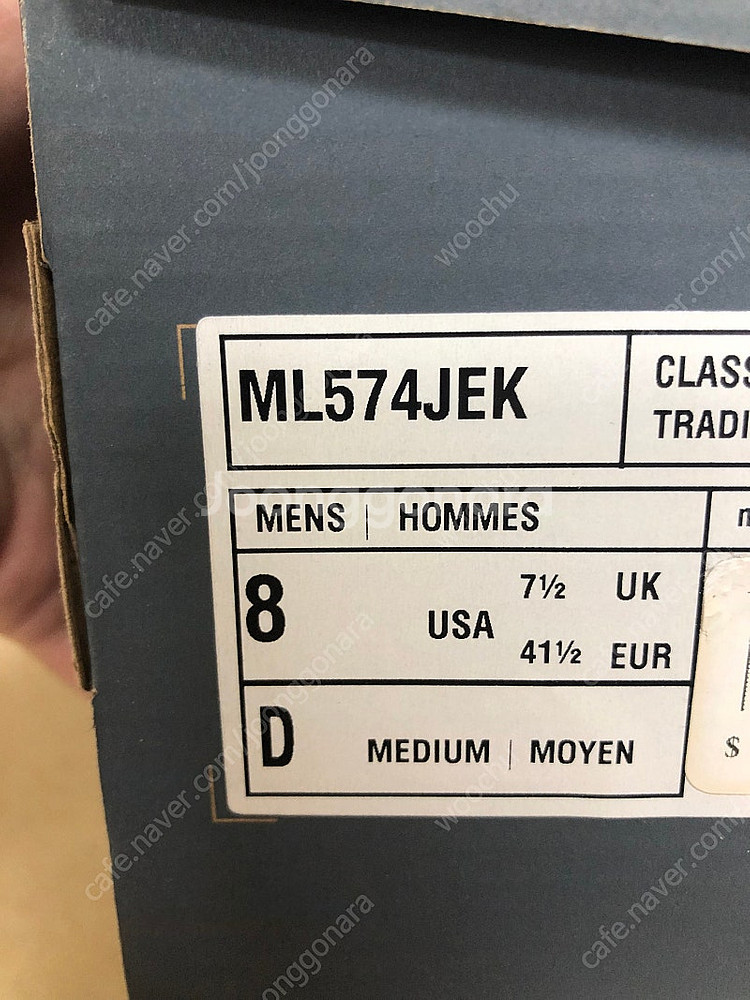 ML574JEK
CLASS
TRADI
MENS | HOMMES
8 USA 7½ UK
41½ EUR
D MEDIUM | MOYEN
$
cafe.naver.com/joonggonara
woochu
Joonggonara